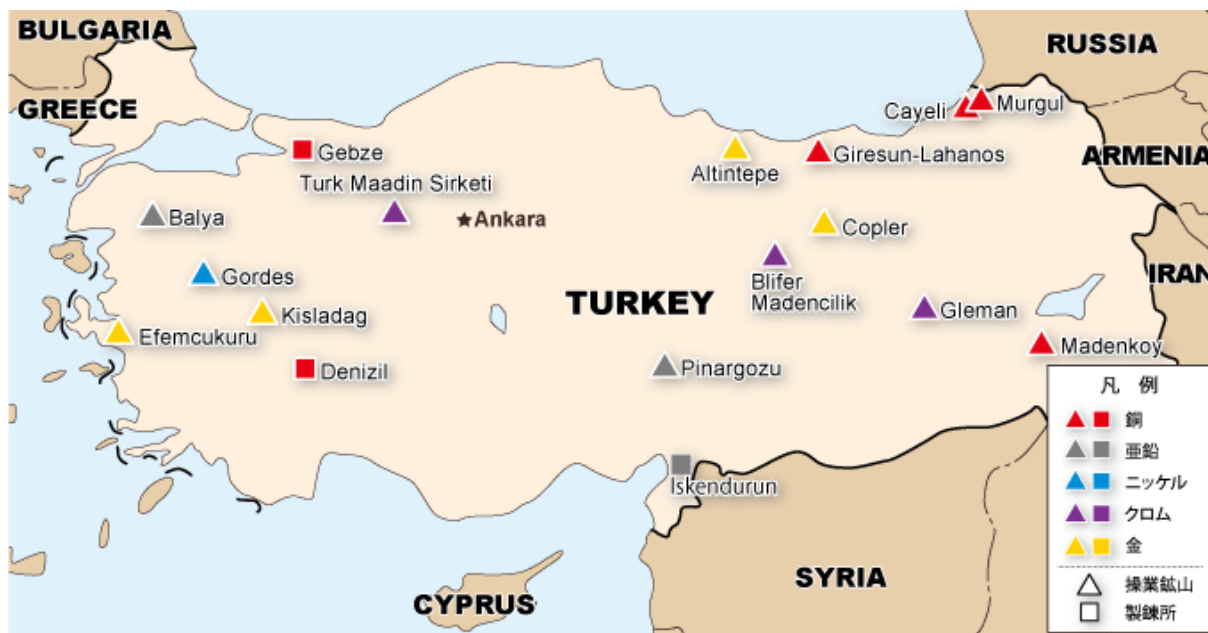 BULGARIA
RUSSIA
GREECE
Cayeli
Murgul
ARMENIA
Gebze
Giresun-Lahanos
Altintepe
Turk Maadin Sirketi
Balya
Ankara
Copler
Gordes
Blifer
Madencilik
IRAN
TURKEY
Kisladag
Gleman
Efemcukuru
Madenkoy
Denizil
Pinargozu
Iskendurun
SYRIA
CYPRUS
凡 例
銅
亜鉛
ニッケル
クロム
金
操業鉱山
製錬所